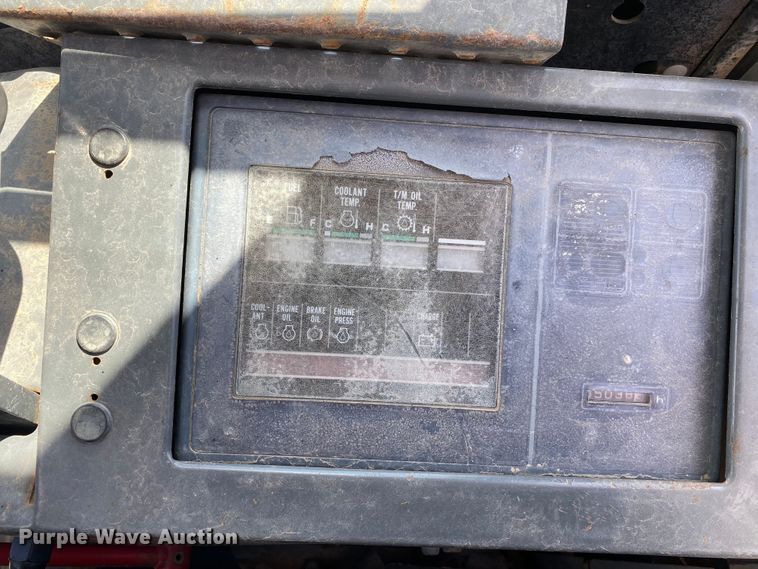 FUEL
COOLANT
TEMP.
T/M OIL
TEMP.
E F C H C H
COOL-
ANT
ENGINE
OIL
BRAKE
OIL
ENGINE
PRESS
CHARGE
h
Purple Wave Auction